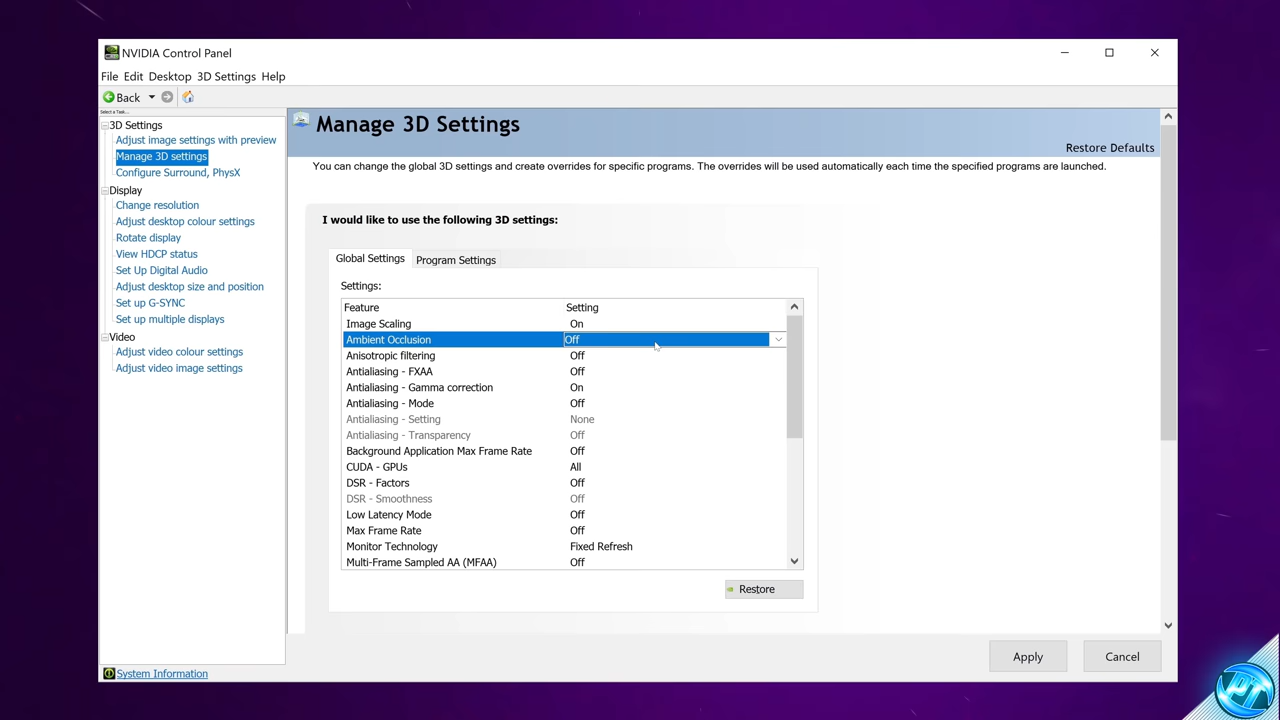 NVIDIA Control Panel
File Edit Desktop 3D Settings Help
Back
Select a Task...
3D Settings
Adjust image settings with preview
Manage 3D settings
Configure Surround, PhysX
Display
Change resolution
Adjust desktop colour settings
Rotate display
View HDCP status
Set Up Digital Audio
Adjust desktop size and position
Set up G-SYNC
Set up multiple displays
Video
Adjust video colour settings
Adjust video image settings
System Information
Manage 3D Settings
Restore Defaults
You can change the global 3D settings and create overrides for specific programs. The overrides will be used automatically each time the specified programs are launched.
I would like to use the following 3D settings:
Global Settings Program Settings
Settings:
Feature Setting
Image Scaling On
Ambient Occlusion Off
Anisotropic filtering Off
Antialiasing - FXAA Off
Antialiasing - Gamma correction On
Antialiasing - Mode Off
Antialiasing - Setting None
Antialiasing - Transparency Off
Background Application Max Frame Rate Off
CUDA - GPUs All
DSR - Factors Off
DSR - Smoothness Off
Low Latency Mode Off
Max Frame Rate Off
Monitor Technology Fixed Refresh
Multi-Frame Sampled AA (MFAA) Off
Restore
Apply Cancel
PT